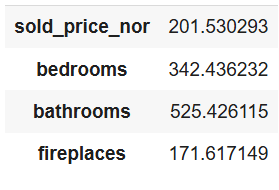 sold_price_nor 201.530293
bedrooms 342.436232
bathrooms 525.426115
fireplaces 171.617149